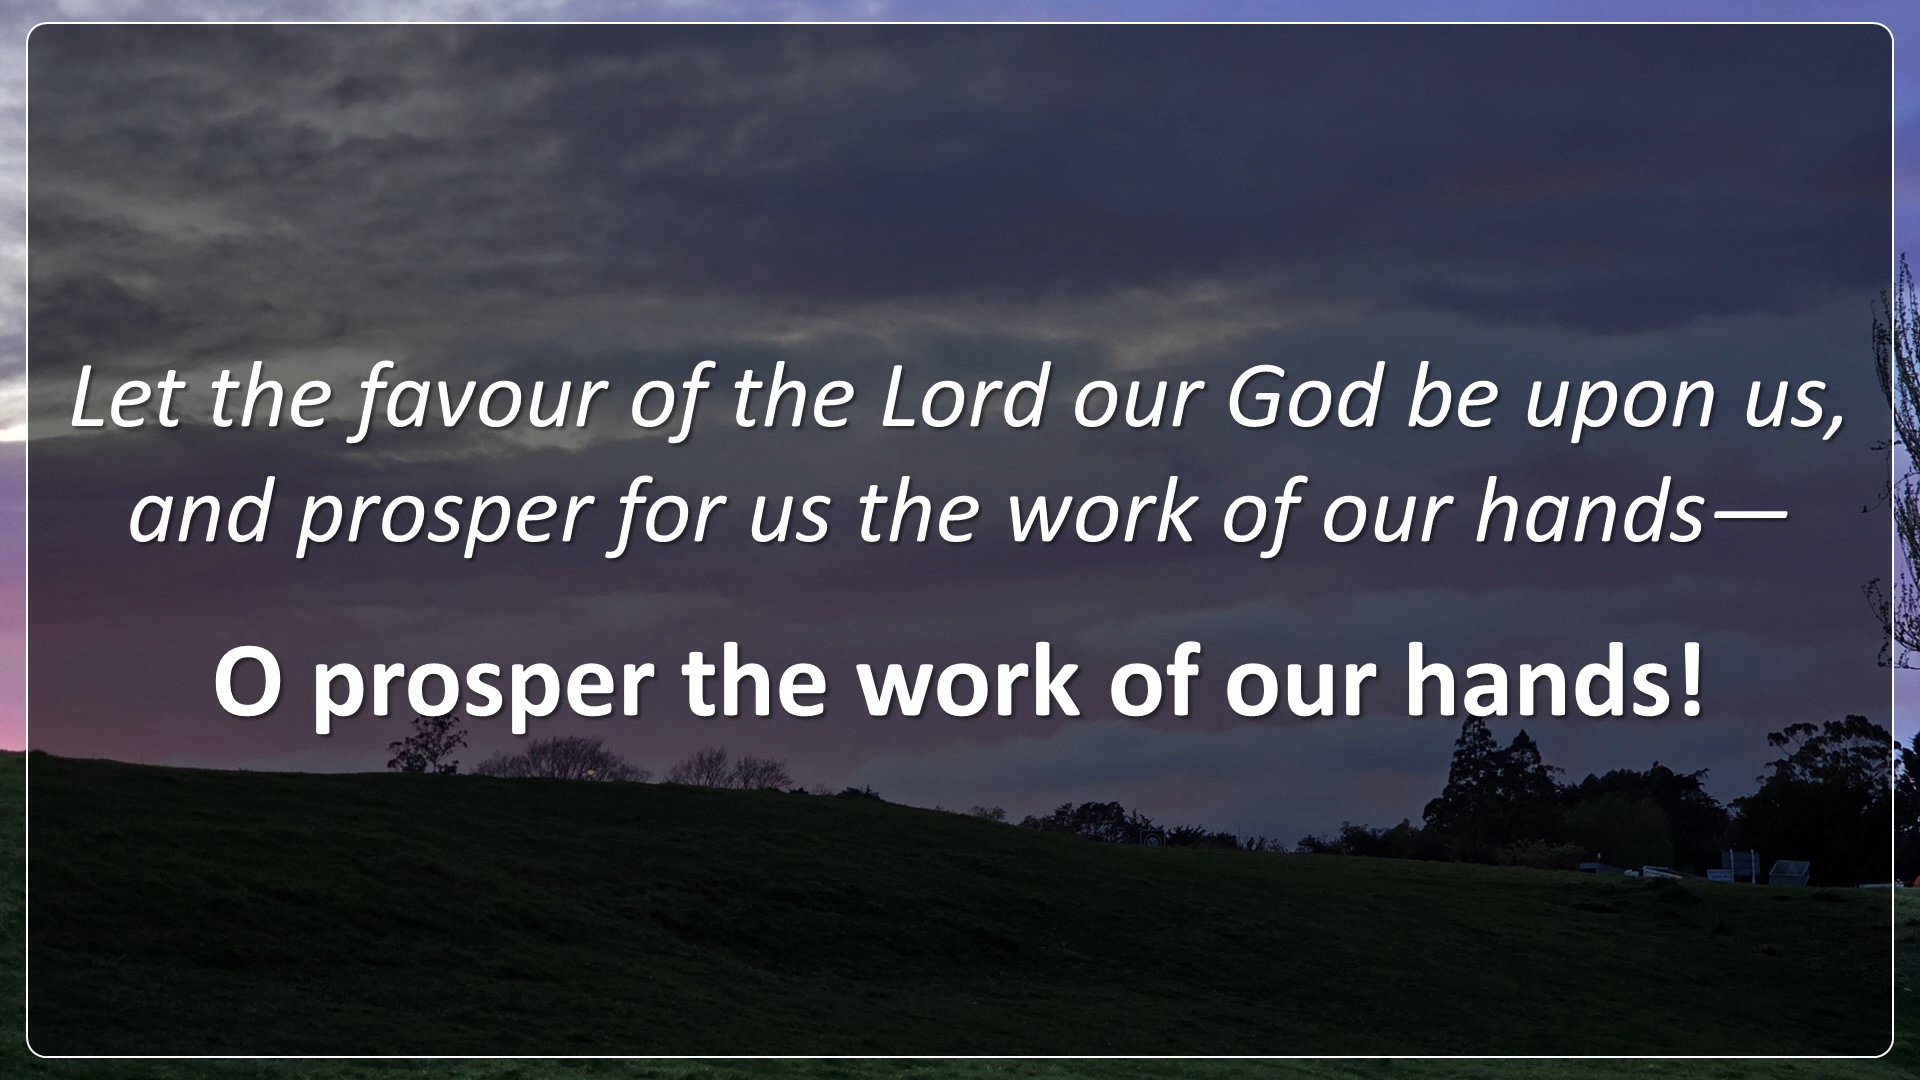 Let the favour of the Lord our God be upon us,
and prosper for us the work of our hands—
O prosper the work of our hands!